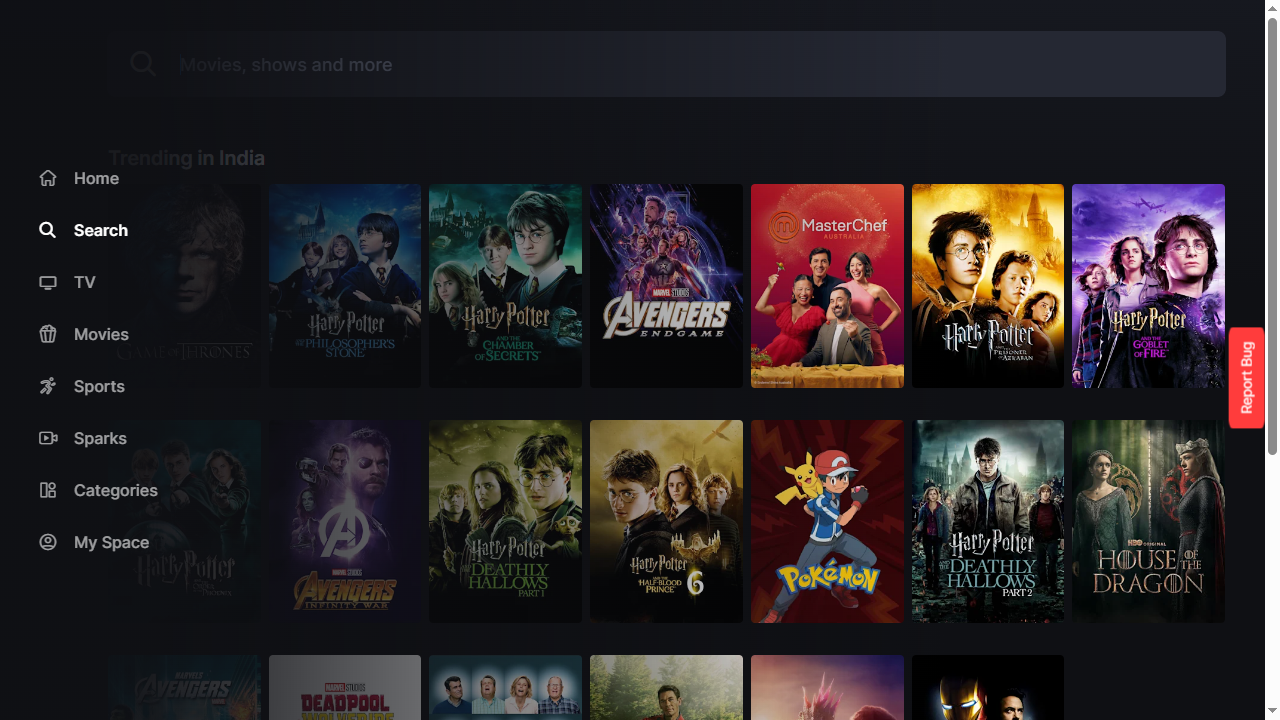 Movies, shows and more
Trending in India
Home
Search
TV
Movies
Sports
Sparks
Categories
My Space
GAME OF THRONES
Harry Potter
AND THE
PHILOSOPHER'S
STONE
Harry Potter
AND THE
CHAMBER
OF SECRETS
MARVEL STUDIOS
AVENGERS
ENDGAME
MasterChef
AUSTRALIA
Harry Potter
AND THE
PRISONER OF
AZKABAN
Harry Potter
AND THE
GOBLET
OF FIRE
Report Bug
Harry Potter
MARVEL STUDIOS
AVENGERS
INFINITY WAR
Harry Potter
AND THE
DEATHLY
HALLOWS
PART 1
Harry Potter
AND THE
HALF-BLOOD
PRINCE
6
POKéMON
Harry Potter
AND THE
DEATHLY
HALLOWS
PART 2
HBO ORIGINAL
HOUSE OF THE
DRAGON
MARVEL'S
AVENGERS
MARVEL STUDIOS
DEADPOOL